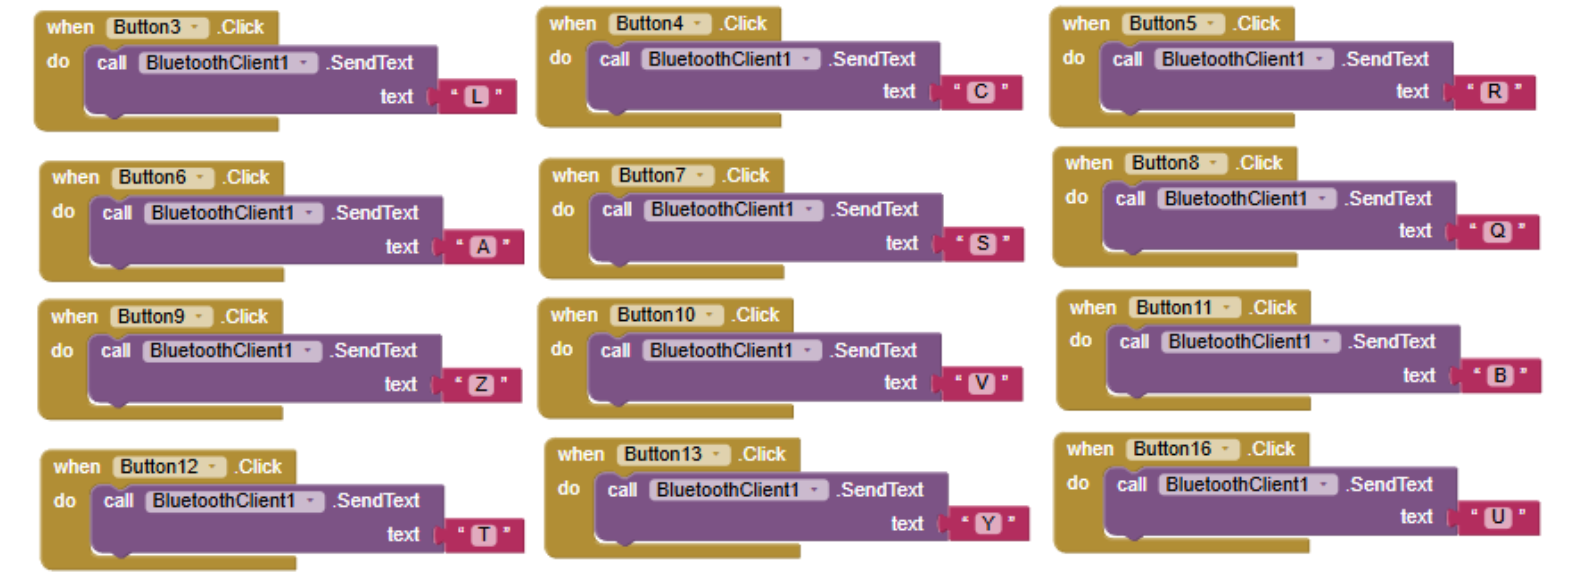 when Button3 .Click
do call BluetoothClient1 .SendText
text " L "
when Button4 .Click
do call BluetoothClient1 .SendText
text " C "
when Button5 .Click
do call BluetoothClient1 .SendText
text " R "
when Button6 .Click
do call BluetoothClient1 .SendText
text " A "
when Button7 .Click
do call BluetoothClient1 .SendText
text " S "
when Button8 .Click
do call BluetoothClient1 .SendText
text " Q "
when Button9 .Click
do call BluetoothClient1 .SendText
text " Z "
when Button10 .Click
do call BluetoothClient1 .SendText
text " V "
when Button11 .Click
do call BluetoothClient1 .SendText
text " B "
when Button12 .Click
do call BluetoothClient1 .SendText
text " T "
when Button13 .Click
do call BluetoothClient1 .SendText
text " Y "
when Button16 .Click
do call BluetoothClient1 .SendText
text " U "